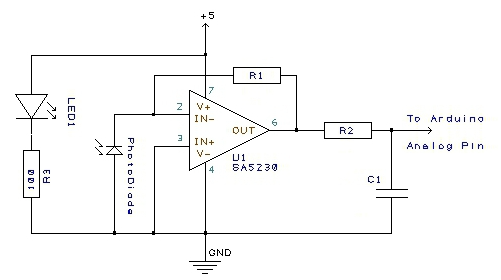 +5
R1
LED1
7
V+
2
IN-
3
IN+
V-
OUT
6
4
U1
SA5230
PhotoDiode
R2
To Arduino
Analog Pin
R3
100
C1
GND